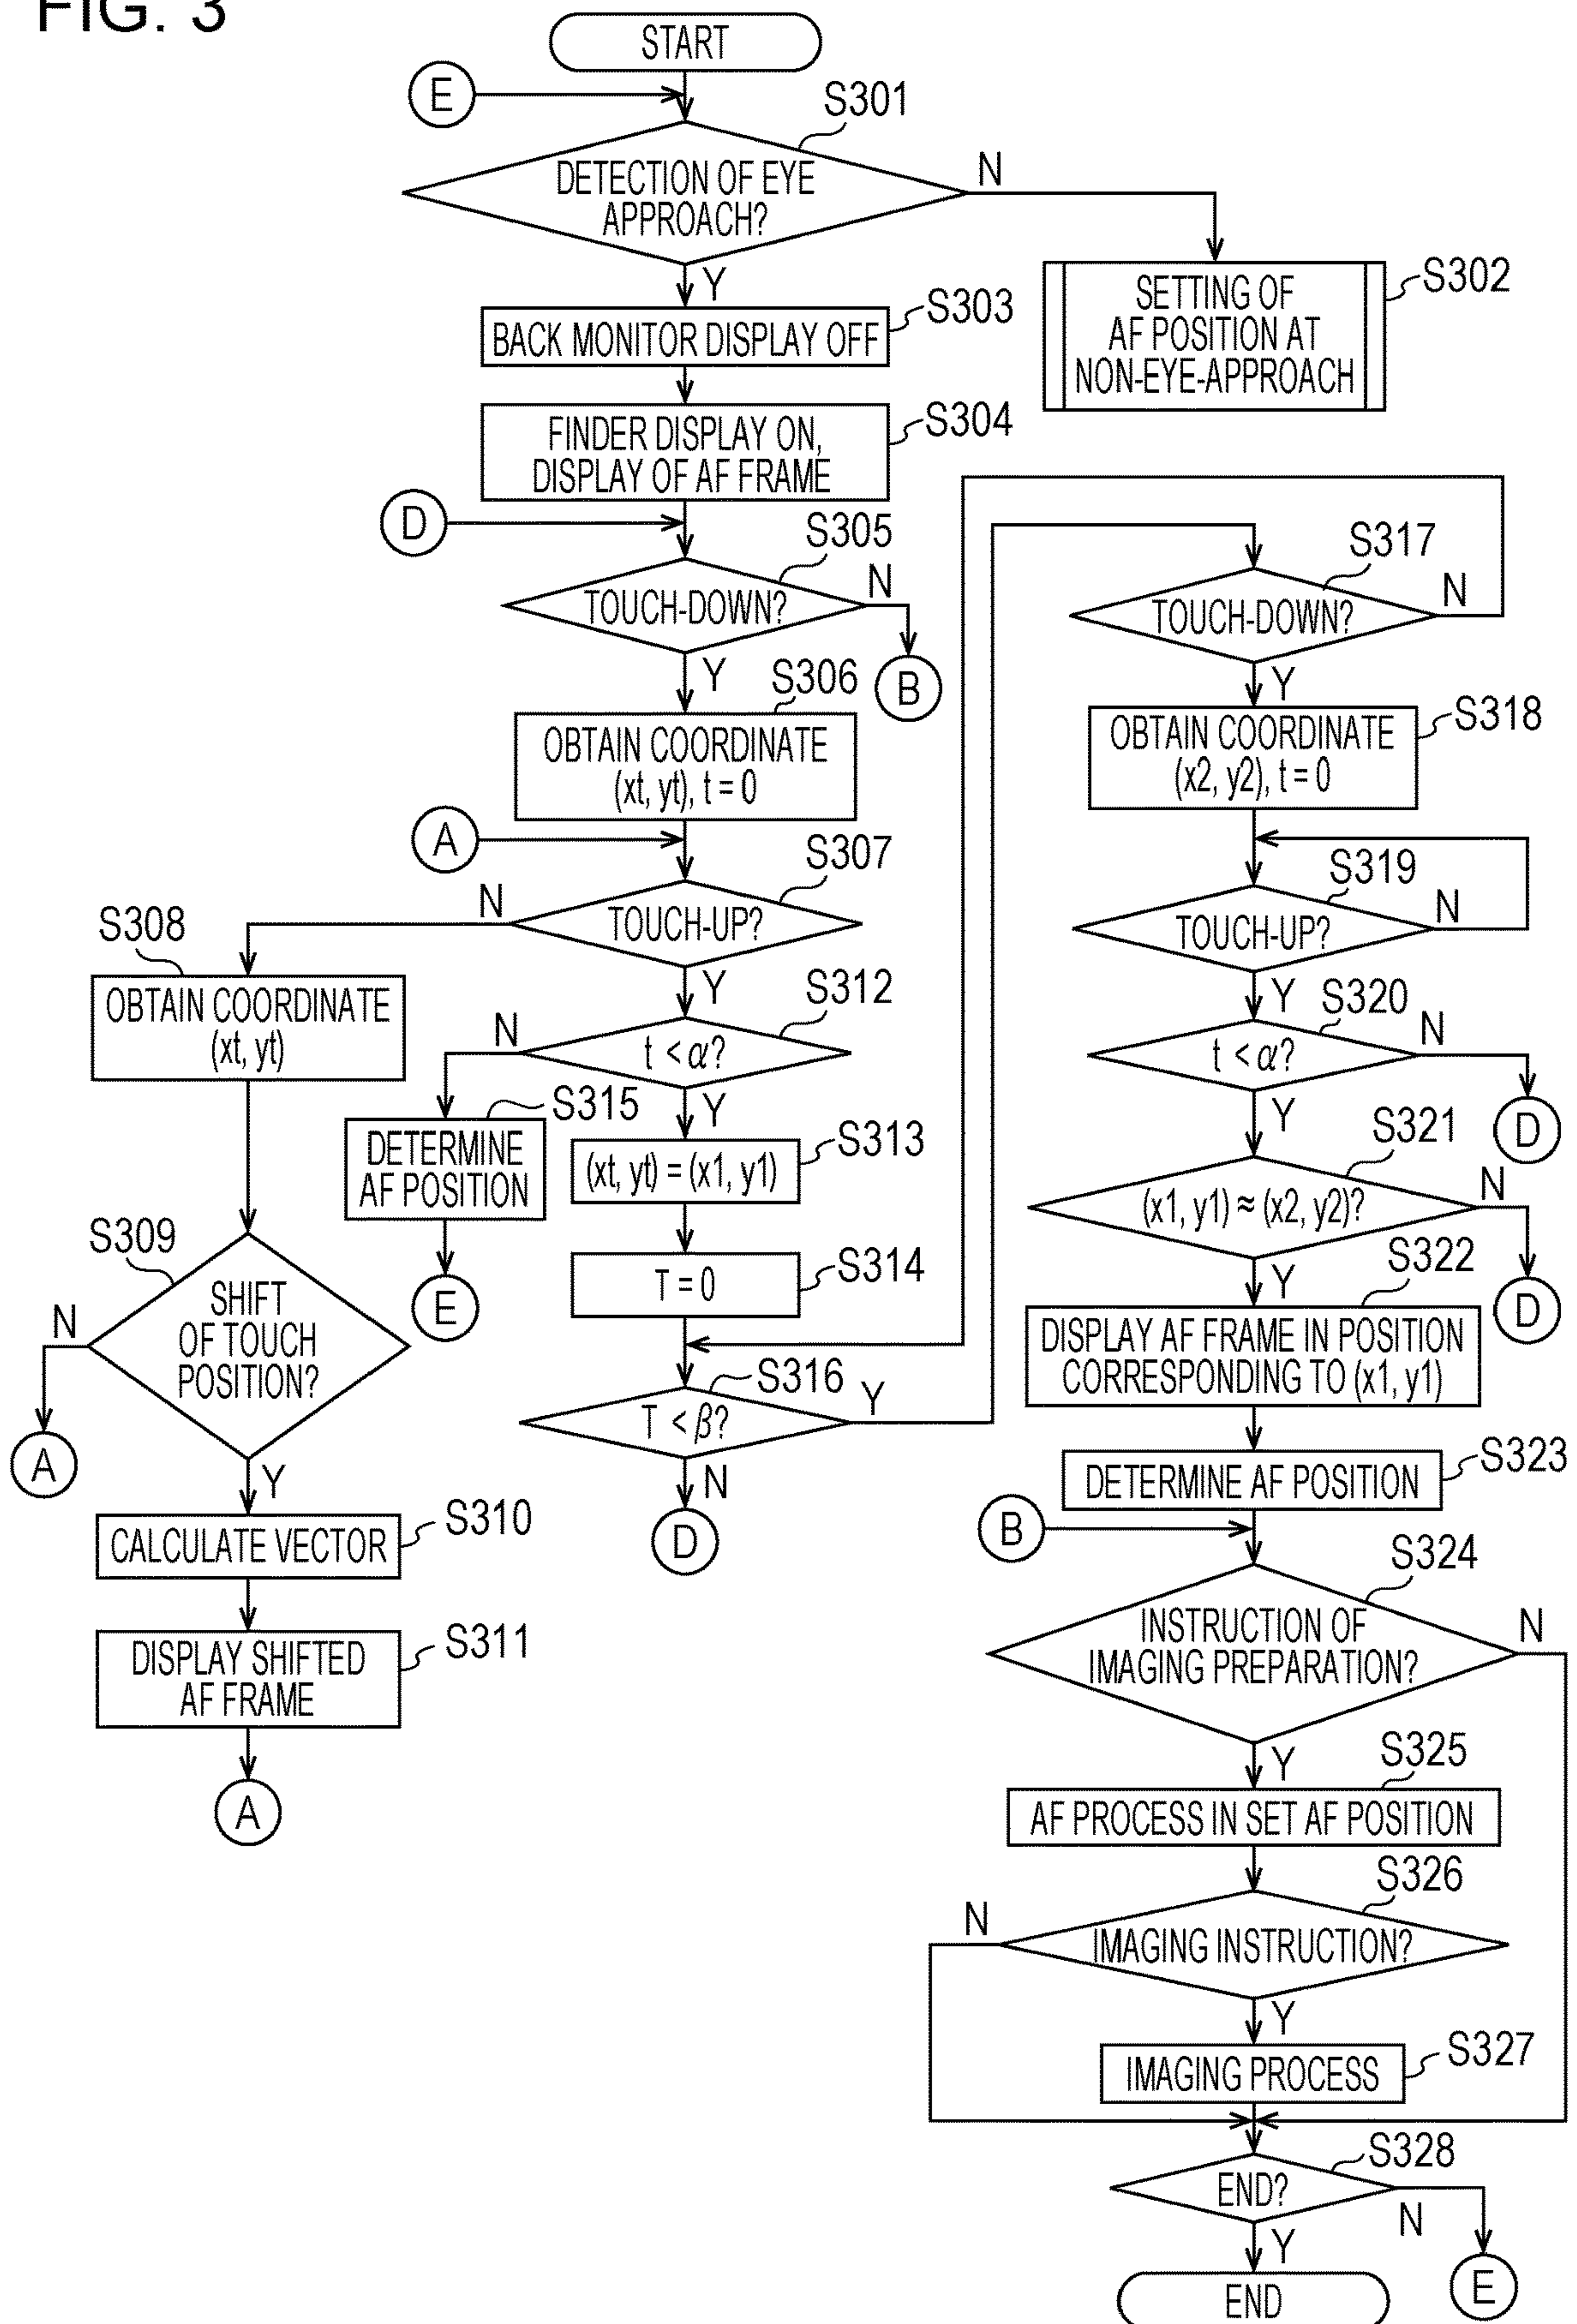 FIG. 3
START
E
S301
DETECTION OF EYE
APPROACH?
N
Y
S302
SETTING OF
AF POSITION AT
NON-EYE-APPROACH
S303
BACK MONITOR DISPLAY OFF
S304
FINDER DISPLAY ON,
DISPLAY OF AF FRAME
D
S305
TOUCH-DOWN?
N
B
Y
S306
OBTAIN COORDINATE
(xt, yt), t = 0
A
S307
TOUCH-UP?
N
Y
S308
OBTAIN COORDINATE
(xt, yt)
S309
SHIFT
OF TOUCH
POSITION?
N
A
Y
S310
CALCULATE VECTOR
S311
DISPLAY SHIFTED
AF FRAME
A
S312
t < α?
N
Y
S315
DETERMINE
AF POSITION
E
S313
(xt, yt) = (x1, y1)
S314
T = 0
S316
T < β?
Y
N
D
S317
TOUCH-DOWN?
N
Y
S318
OBTAIN COORDINATE
(x2, y2), t = 0
S319
TOUCH-UP?
N
Y
S320
t < α?
N
D
Y
S321
(x1, y1) ≈ (x2, y2)?
N
D
Y
S322
DISPLAY AF FRAME IN POSITION
CORRESPONDING TO (x1, y1)
S323
DETERMINE AF POSITION
B
S324
INSTRUCTION OF
IMAGING PREPARATION?
N
Y
S325
AF PROCESS IN SET AF POSITION
S326
IMAGING INSTRUCTION?
N
Y
S327
IMAGING PROCESS
S328
END?
N
E
Y
END